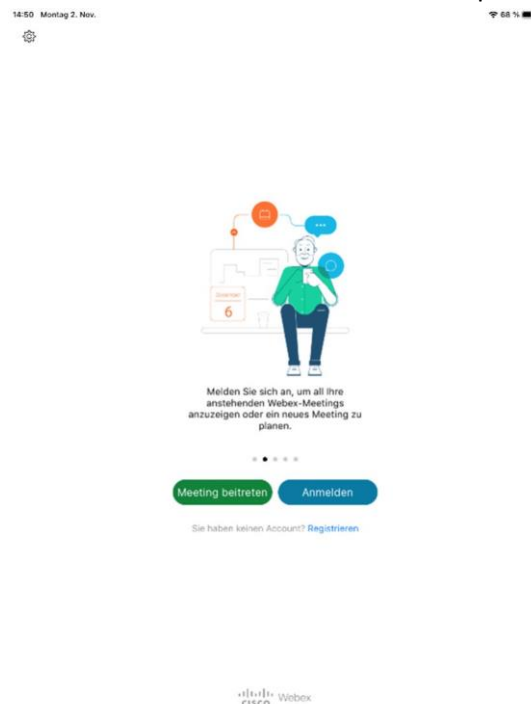 14:50 Montag 2. Nov.
68 %
6
Melden Sie sich an, um all Ihre
anstehenden Webex-Meetings
anzuzeigen oder ein neues Meeting zu
planen.
Meeting beitreten
Anmelden
Sie haben keinen Account? Registrieren
CISCO Webex